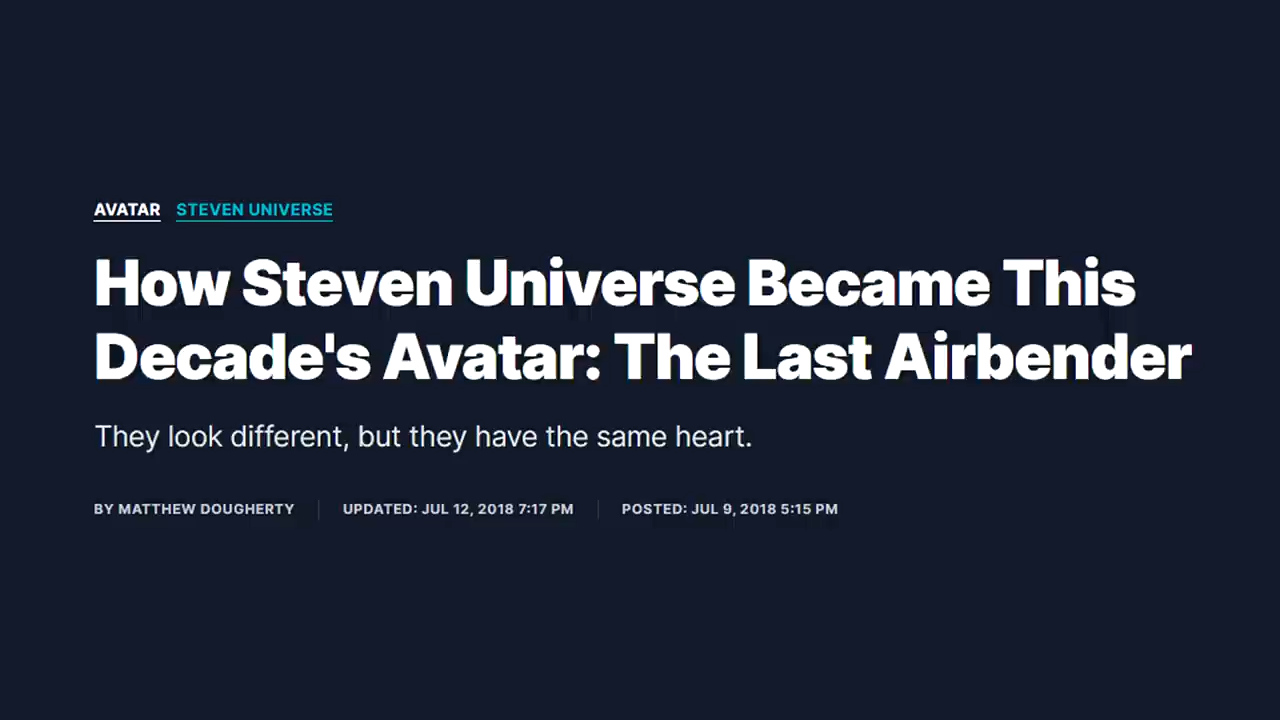 AVATAR STEVEN UNIVERSE
How Steven Universe Became This
Decade's Avatar: The Last Airbender
They look different, but they have the same heart.
BY MATTHEW DOUGHERTY UPDATED: JUL 12, 2018 7:17 PM POSTED: JUL 9, 2018 5:15 PM